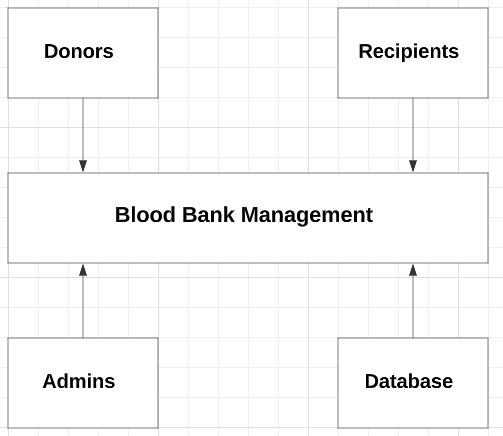 Donors
Recipients
Blood Bank Management
Admins
Database